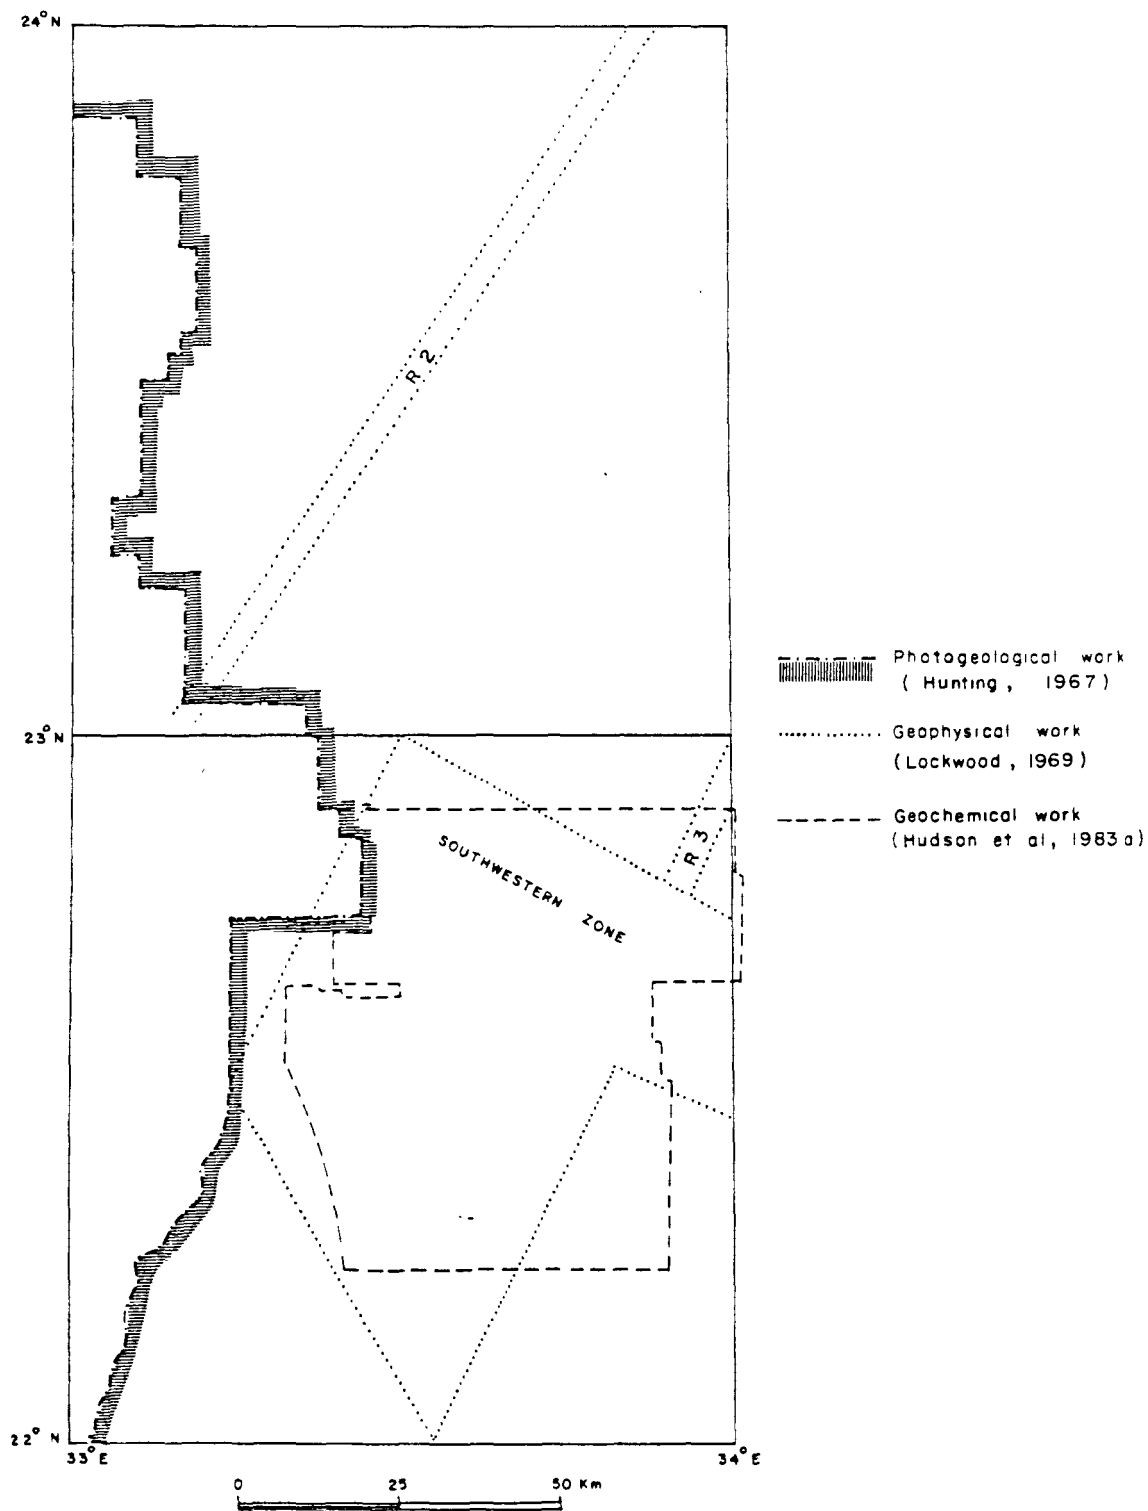 24°N
R 2
Photogeological work
( Hunting, 1967)
23°N
Geophysical work
(Lockwood, 1969)
Geochemical work
(Hudson et al, 1983a)
R 3
SOUTHWESTERN ZONE
22° N
33°E
34°E
0 25 50 Km